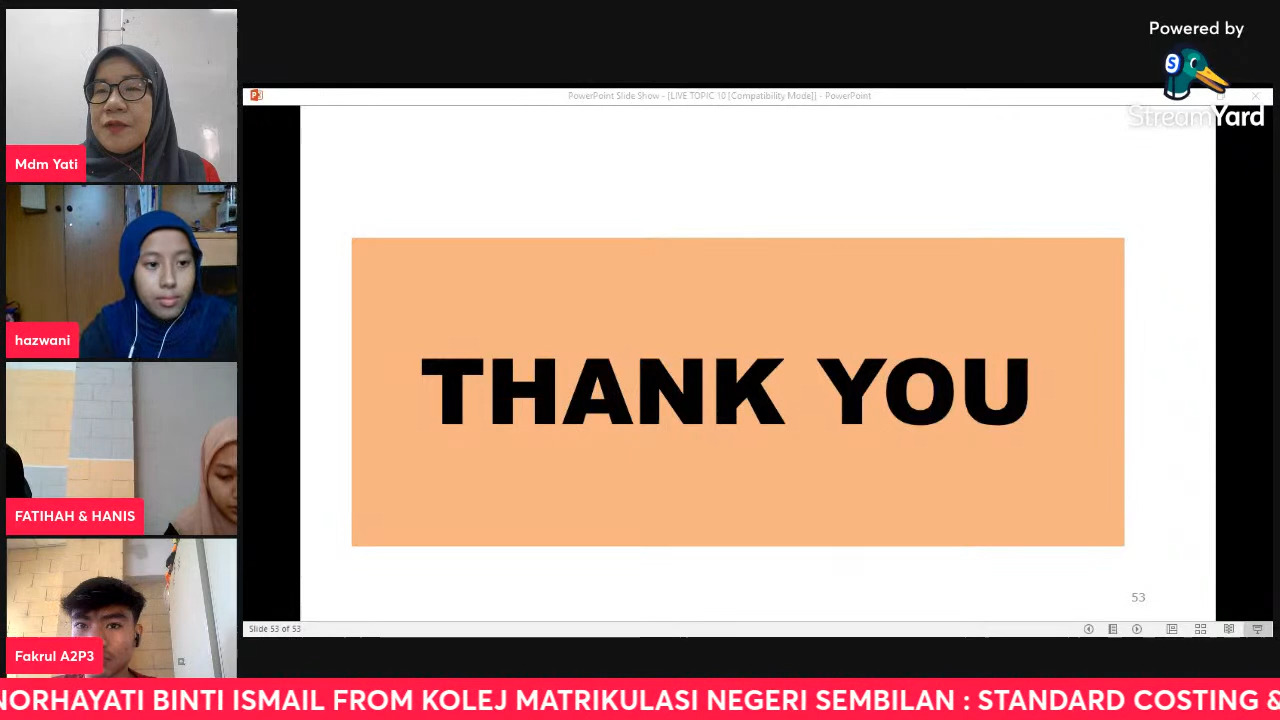 Powered by
StreamYard
PowerPoint Slide Show - [LIVE TOPIC 10 [Compatibility Mode]] - PowerPoint
Mdm Yati
hazwani
FATIHAH & HANIS
Fakrul A2P3
THANK YOU
53
Slide 53 of 53
NORHAYATI BINTI ISMAIL FROM KOLEJ MATRIKULASI NEGERI SEMBILAN : STANDARD COSTING &